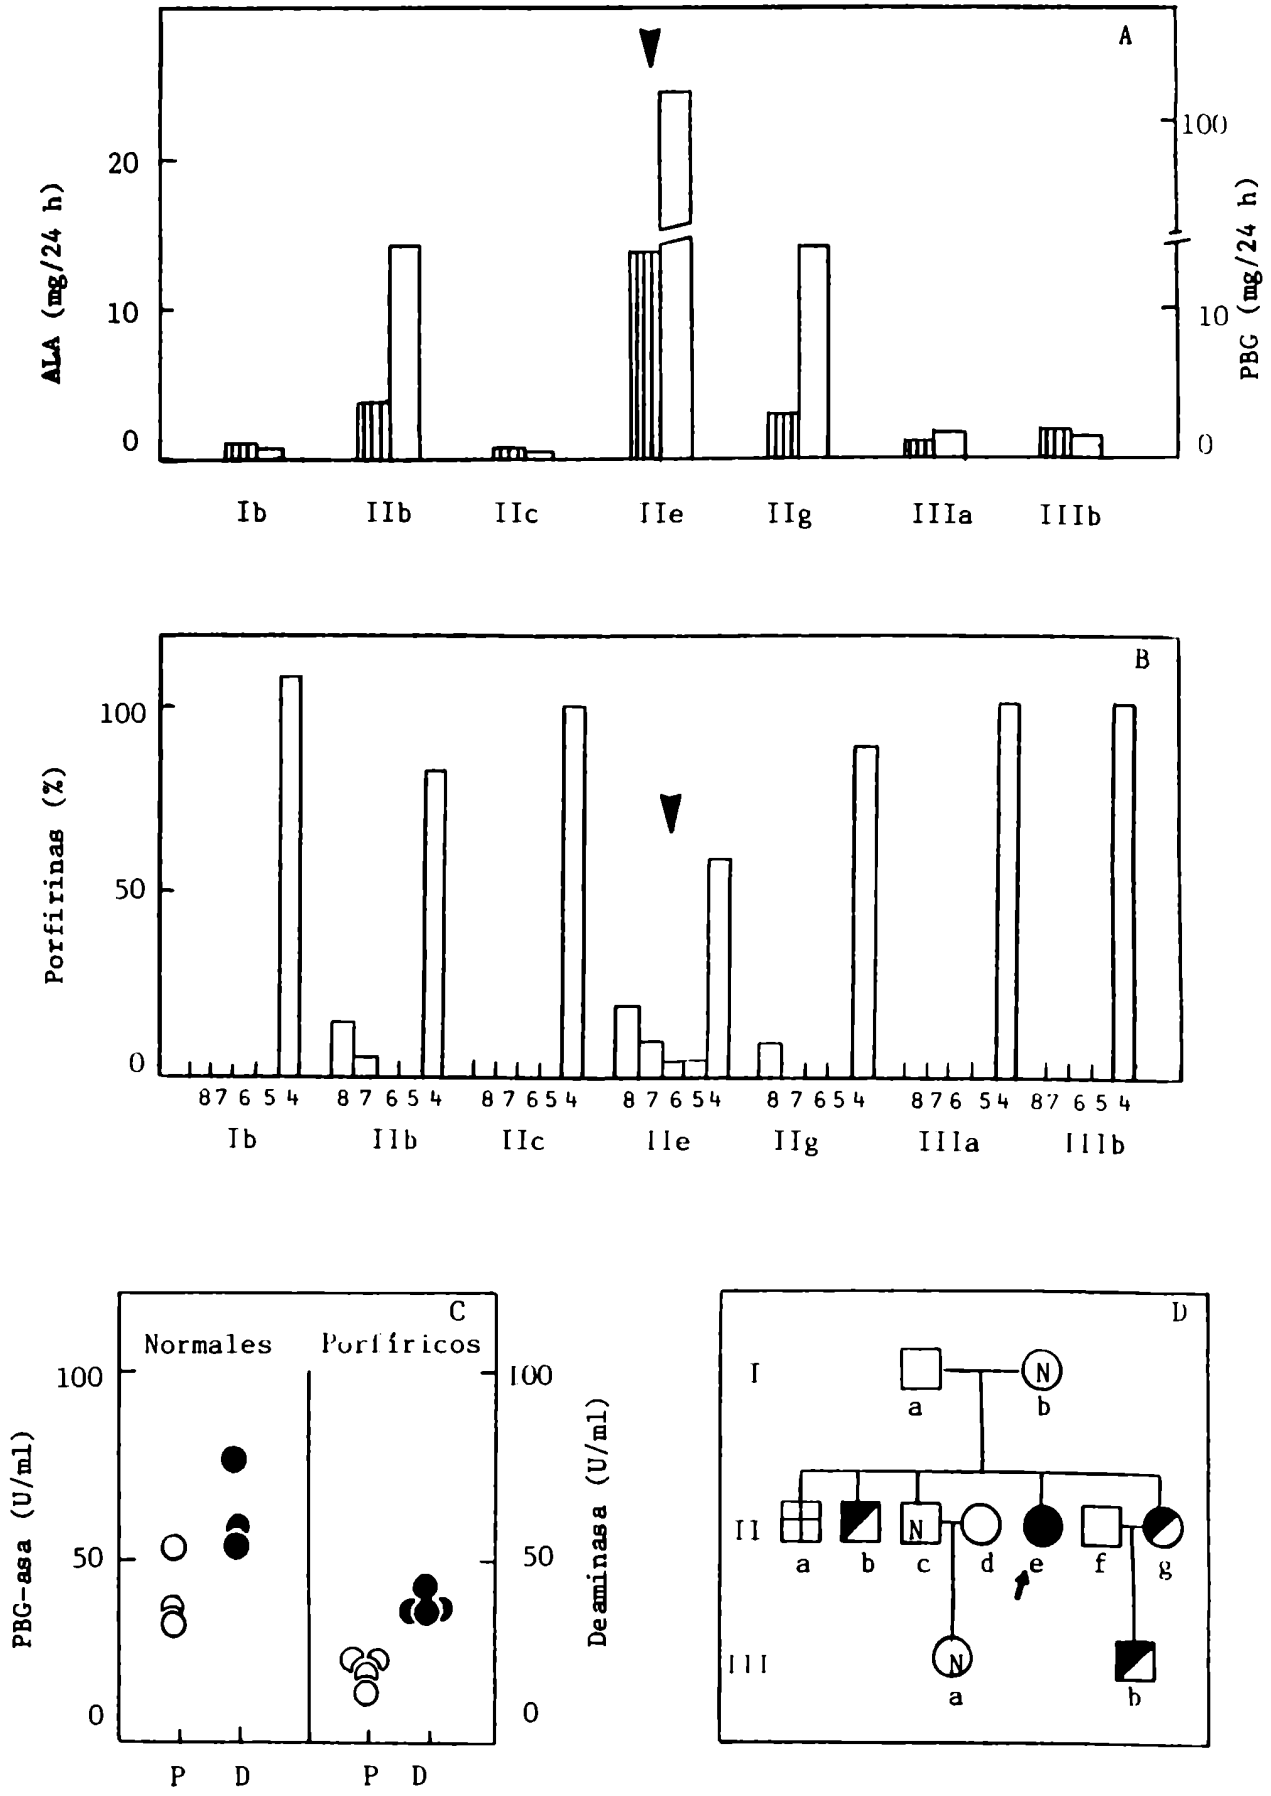 A
ALA (mg/24 h)
20
10
0
100
10
0
PBG (mg/24 h)
Ib IIb IIc IIe IIg IIIa IIIb
B
Porfirinas (%)
100
50
0
8 7 6 5 4 8 7 6 5 4 8 7 6 5 4 8 7 6 5 4 8 7 6 5 4 8 7 6 5 4 8 7 6 5 4
Ib IIb IIc IIe IIg IIIa IIIb
C
Normales Porfíricos
PBG-asa (U/ml)
100
50
0
100
50
0
Deaminasa (U/ml)
P D P D
D
I
N
a b
II
N
a b c d e f g
III
N
a b